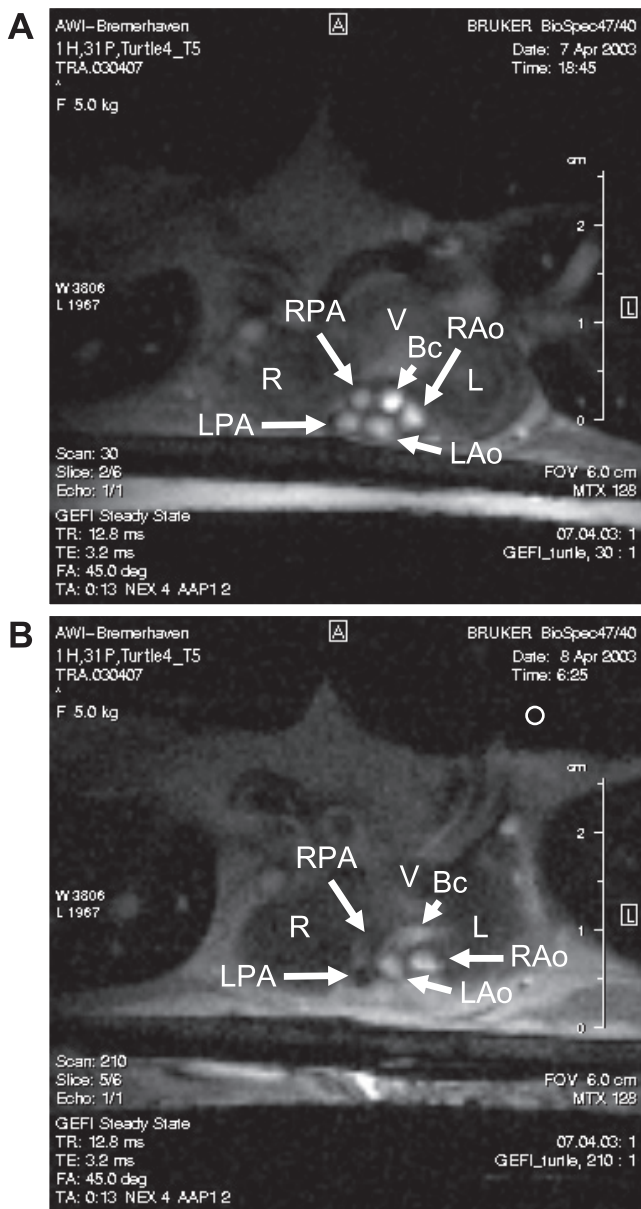 A
AWI-Bremerhaven
A
BRUKER BioSpec47/40
1H,31P,Turtle4_T5
Date: 7 Apr 2003
TRA.030407
Time: 18:45
^
F 5.0 kg
cm
2
W 3806
L 1967
L
RPA
V
RAo
1
Bc
R
L
LPA
0
LAo
Scan: 30
Slice: 2/6
FOV 6.0 cm
Echo: 1/1
MTX 128
GEFI Steady State
TR: 12.8 ms
07.04.03: 1
TE: 3.2 ms
GEFI_turtle, 30 : 1
FA: 45.0 deg
TA: 0:13 NEX 4 AAP1 2
B
AWI-Bremerhaven
A
BRUKER BioSpec47/40
1H,31P,Turtle4_T5
Date: 8 Apr 2003
TRA.030407
Time: 6:25
^
F 5.0 kg
cm
2
RPA
V
Bc
W 3806
L 1967
1
L
R
L
RAo
LPA
LAo
0
Scan: 210
Slice: 5/6
FOV 6.0 cm
Echo: 1/1
MTX 128
GEFI Steady State
TR: 12.8 ms
07.04.03: 1
TE: 3.2 ms
GEFI_turtle, 210 : 1
FA: 45.0 deg
TA: 0:13 NEX 4 AAP1 2